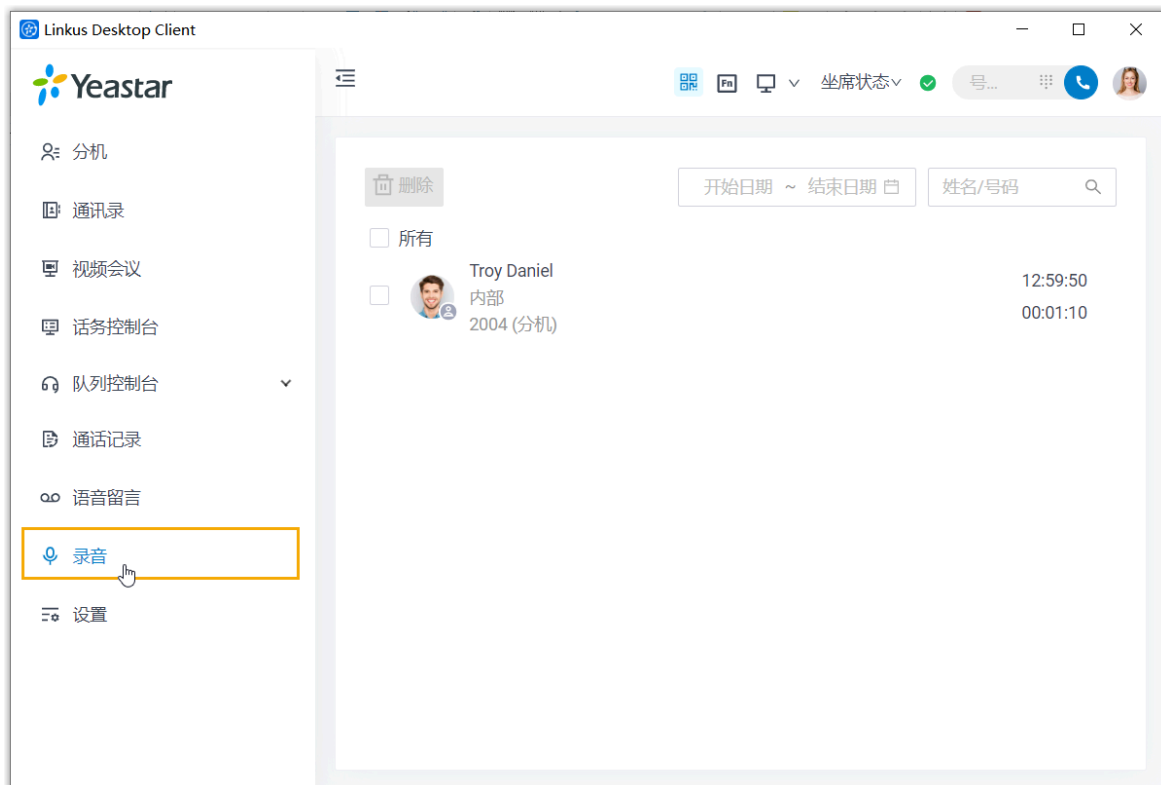 Linkus Desktop Client
Yeastar
Fn
坐席状态
号...
分机
通讯录
视频会议
话务控制台
队列控制台
通话记录
语音留言
录音
设置
删除
开始日期 ~ 结束日期
姓名/号码
所有
Troy Daniel
内部
2004 (分机)
12:59:50
00:01:10